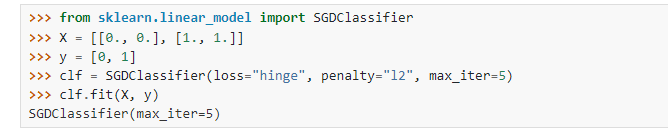 >>> from sklearn.linear_model import SGDClassifier
>>> X = [[0., 0.], [1., 1.]]
>>> y = [0, 1]
>>> clf = SGDClassifier(loss="hinge", penalty="l2", max_iter=5)
>>> clf.fit(X, y)
SGDClassifier(max_iter=5)